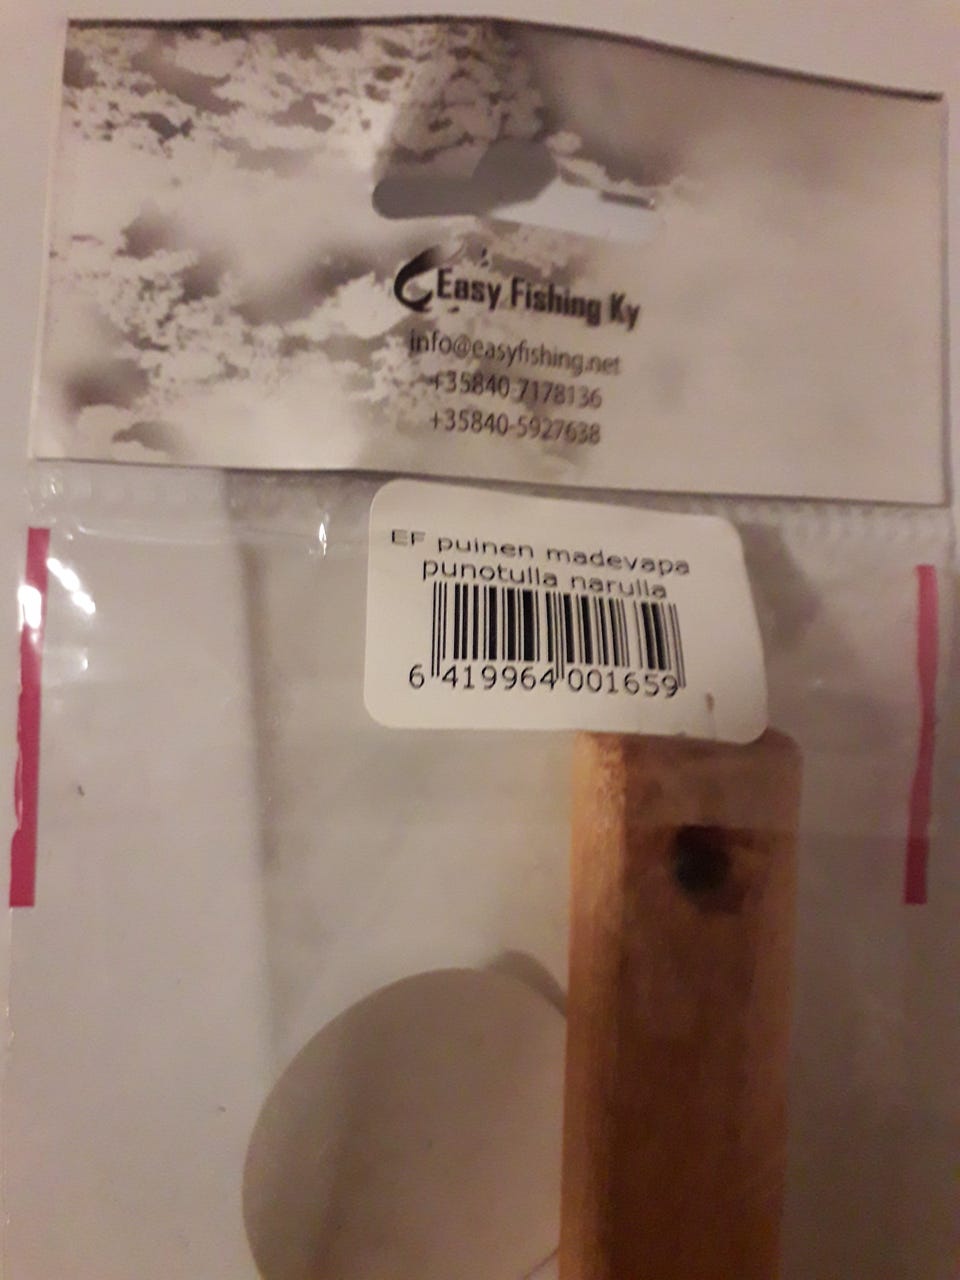 Easy Fishing Ky
info@easyfishing.net
+35840-7178136
+35840-5927638
EF puinen madevapa
punotulla narulla
6 419964 001659